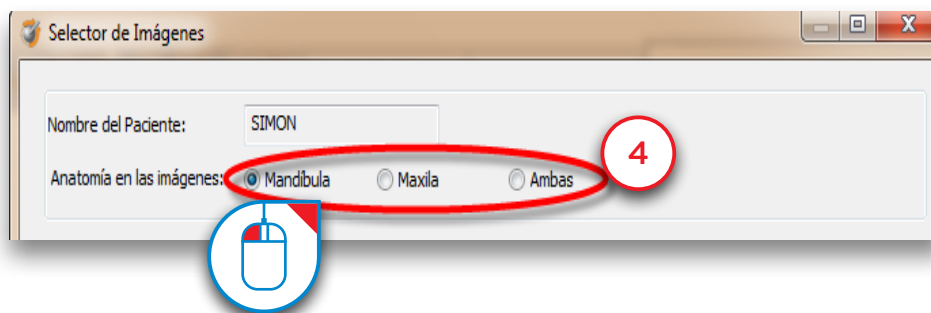 Selector de Imágenes
Nombre del Paciente: SIMON
Anatomía en las imágenes: Mandíbula Maxila Ambas
4